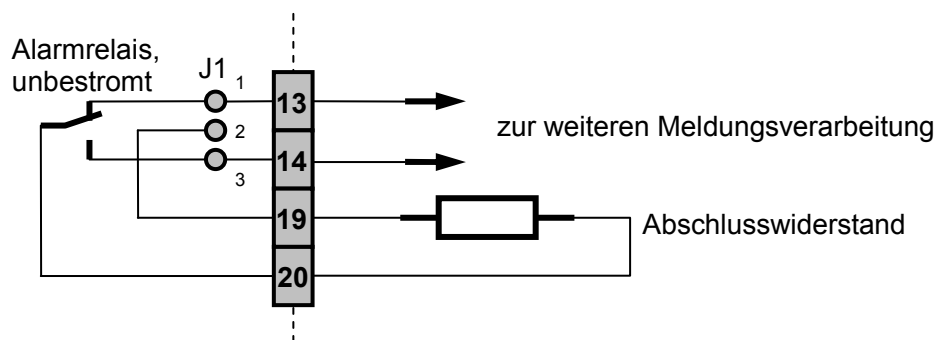 Alarmrelais,
unbestromt
J1
1
2
3
13
14
19
20
zur weiteren Meldungsverarbeitung
Abschlusswiderstand